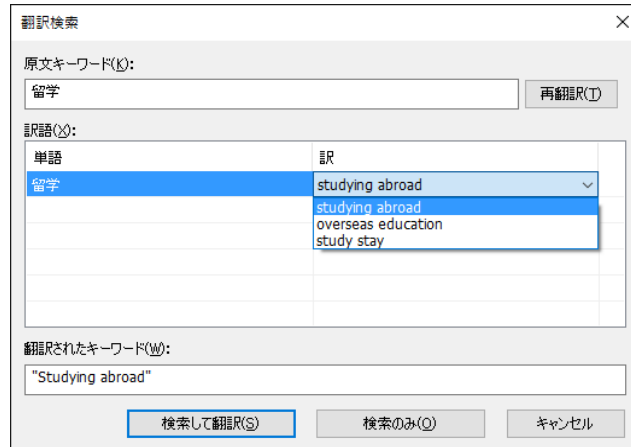 翻訳検索
原文キーワード(K):
留学
再翻訳(T)
訳語(X):
単語 訳
留学 studying abroad
studying abroad
overseas education
study stay
翻訳されたキーワード(W):
"Studying abroad"
検索して翻訳(S) 検索のみ(O) キャンセル